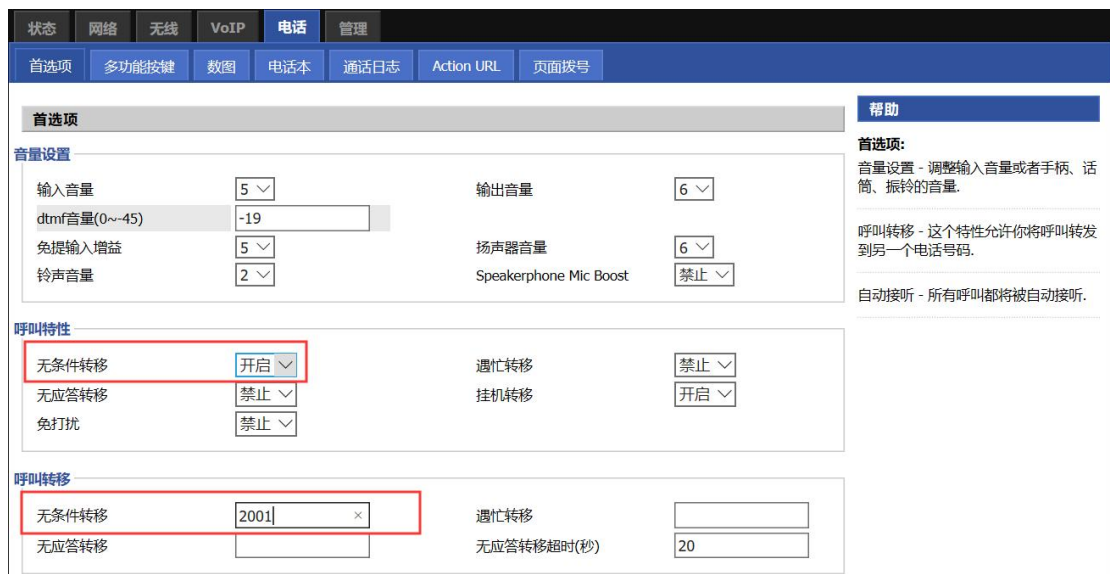 状态 网络 无线 VoIP 电话 管理
首选项 多功能按键 数图 电话本 通话日志 Action URL 页面拨号
首选项
音量设置
输入音量 5 输出音量 6
dtmf音量(0~-45) -19
免提输入增益 5 扬声器音量 6
铃声音量 2 Speakerphone Mic Boost 禁止
呼叫特性
无条件转移 开启 遇忙转移 禁止
无应答转移 禁止 挂机转移 开启
免打扰 禁止
呼叫转移
无条件转移 2001 × 遇忙转移
无应答转移 无应答转移超时(秒) 20
帮助
首选项:
音量设置 - 调整输入音量或者手柄、话
筒、振铃的音量.
呼叫转移 - 这个特性允许你将呼叫转发
到另一个电话号码.
自动接听 - 所有呼叫都将被自动接听.